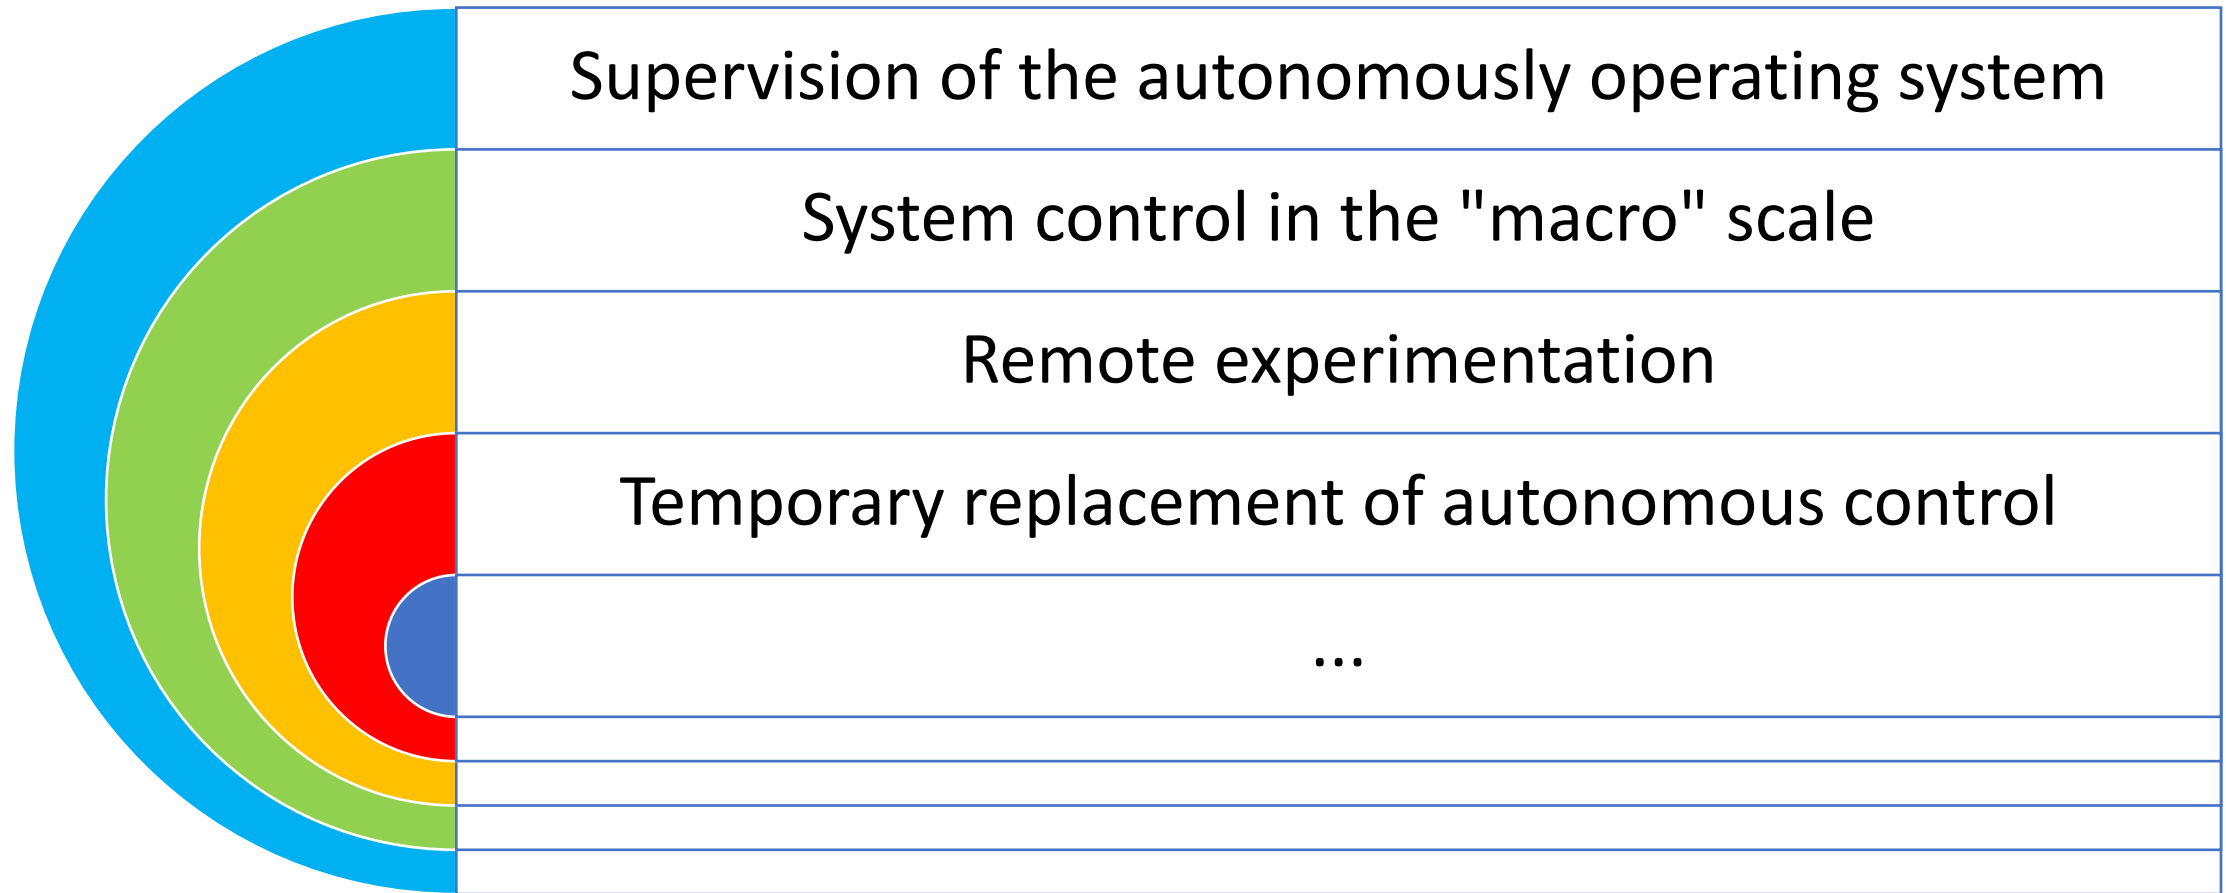 Supervision of the autonomously operating system
System control in the "macro" scale
Remote experimentation
Temporary replacement of autonomous control
...